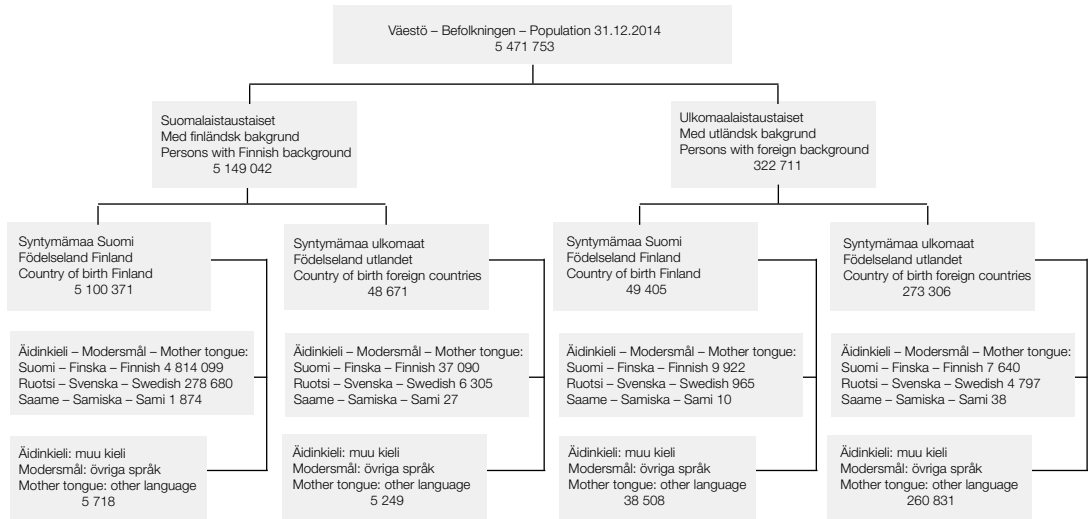 Väestö – Befolkningen – Population 31.12.2014
5 471 753
Suomalaistaustaiset
Med finländsk bakgrund
Persons with Finnish background
5 149 042
Ulkomaalaistaustaiset
Med utländsk bakgrund
Persons with foreign background
322 711
Syntymämaa Suomi
Födelseland Finland
Country of birth Finland
5 100 371
Syntymämaa ulkomaat
Födelseland utlandet
Country of birth foreign countries
48 671
Syntymämaa Suomi
Födelseland Finland
Country of birth Finland
49 405
Syntymämaa ulkomaat
Födelseland utlandet
Country of birth foreign countries
273 306
Äidinkieli – Modersmål – Mother tongue:
Suomi – Finska – Finnish 4 814 099
Ruotsi – Svenska – Swedish 278 680
Saame – Samiska – Sami 1 874
Äidinkieli – Modersmål – Mother tongue:
Suomi – Finska – Finnish 37 090
Ruotsi – Svenska – Swedish 6 305
Saame – Samiska – Sami 27
Äidinkieli – Modersmål – Mother tongue:
Suomi – Finska – Finnish 9 922
Ruotsi – Svenska – Swedish 965
Saame – Samiska – Sami 10
Äidinkieli – Modersmål – Mother tongue:
Suomi – Finska – Finnish 7 640
Ruotsi – Svenska – Swedish 4 797
Saame – Samiska – Sami 38
Äidinkieli: muu kieli
Modersmål: övriga språk
Mother tongue: other language
5 718
Äidinkieli: muu kieli
Modersmål: övriga språk
Mother tongue: other language
5 249
Äidinkieli: muu kieli
Modersmål: övriga språk
Mother tongue: other language
38 508
Äidinkieli: muu kieli
Modersmål: övriga språk
Mother tongue: other language
260 831